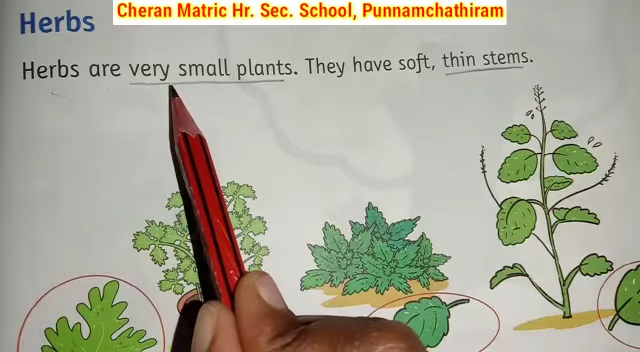 Cheran Matric Hr. Sec. School, Punnamchathiram
Herbs
Herbs are very small plants. They have soft, thin stems.